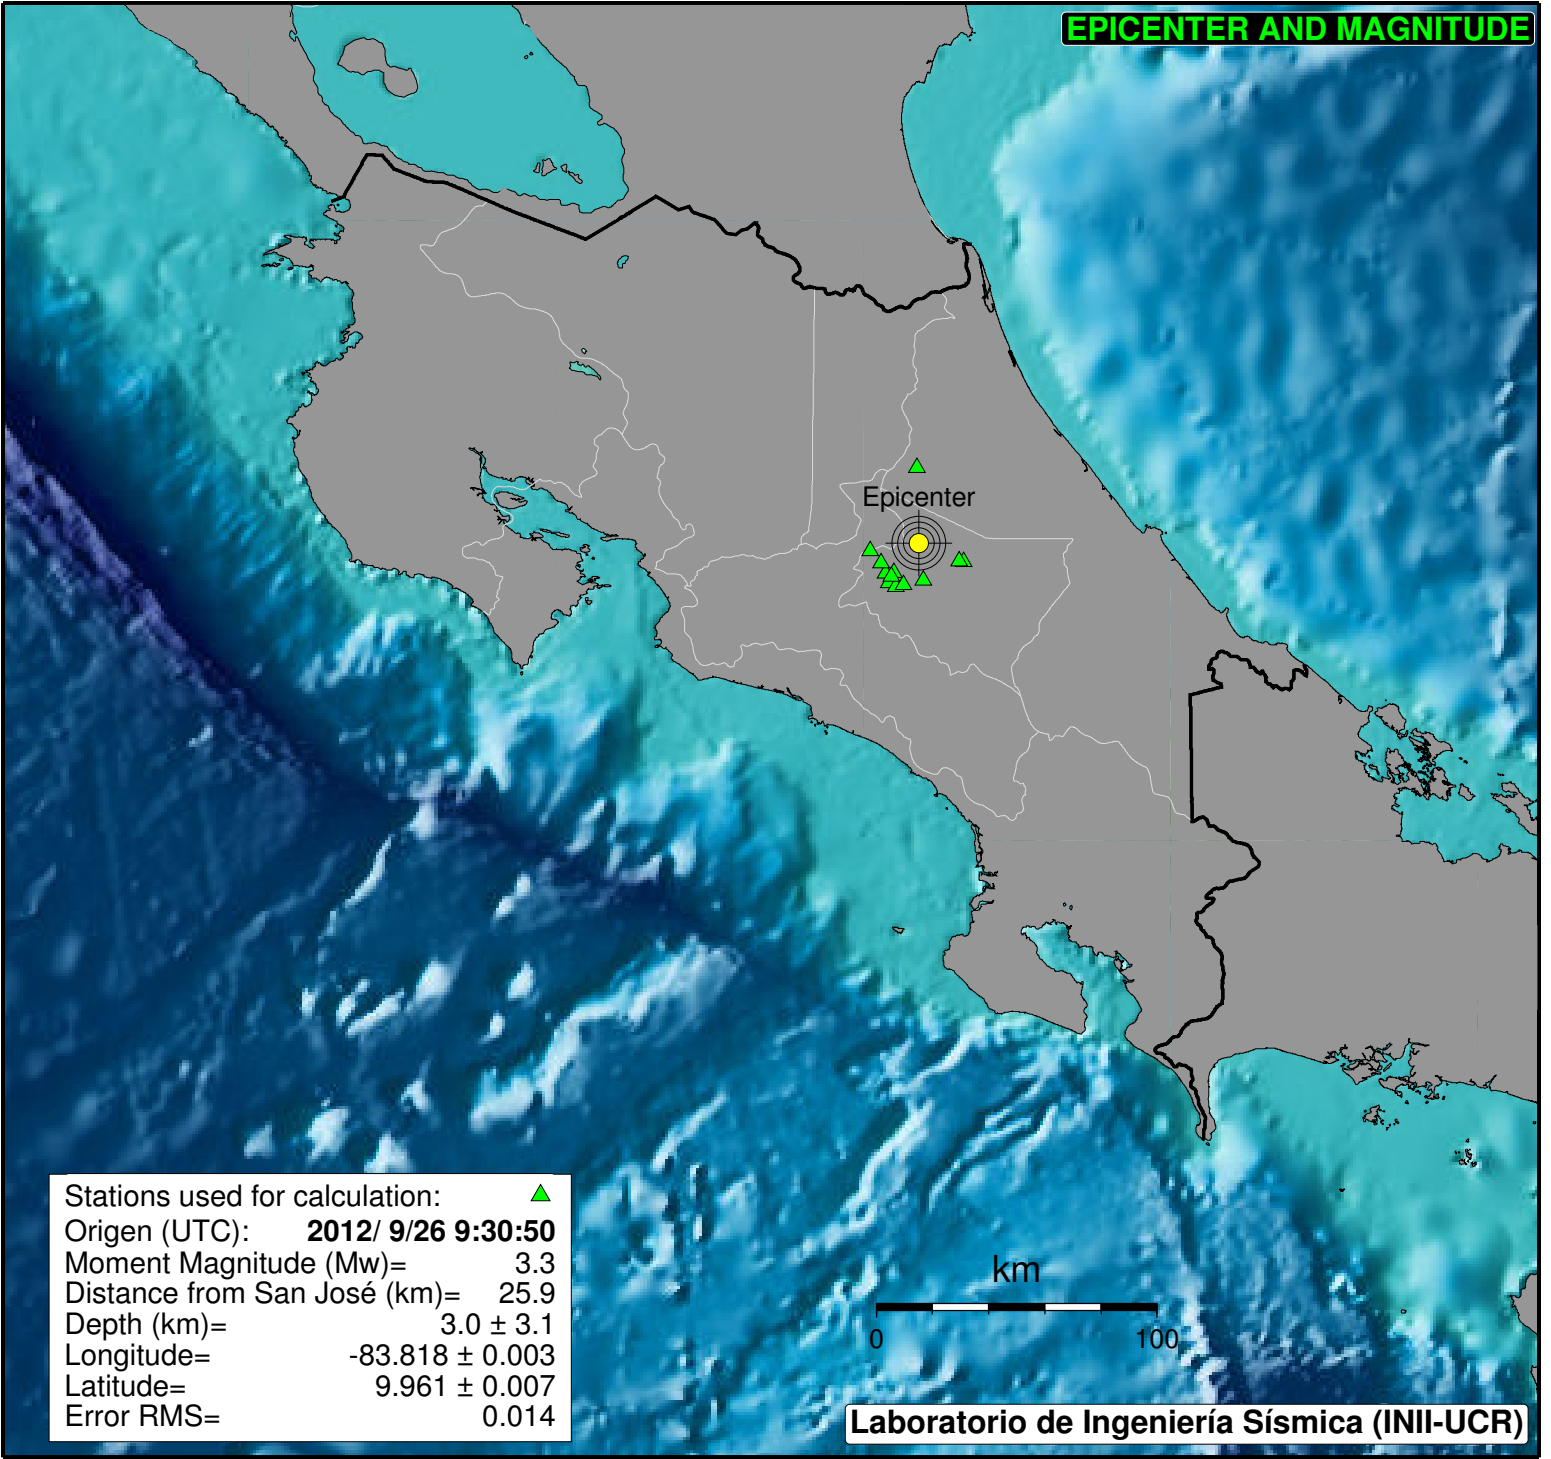 EPICENTER AND MAGNITUDE
Epicenter
Stations used for calculation:
Origen (UTC): 2012/ 9/26 9:30:50
Moment Magnitude (Mw)= 3.3
Distance from San José (km)= 25.9
Depth (km)= 3.0 ± 3.1
Longitude= -83.818 ± 0.003
Latitude= 9.961 ± 0.007
Error RMS= 0.014
km
0 100
Laboratorio de Ingeniería Sísmica (INII-UCR)